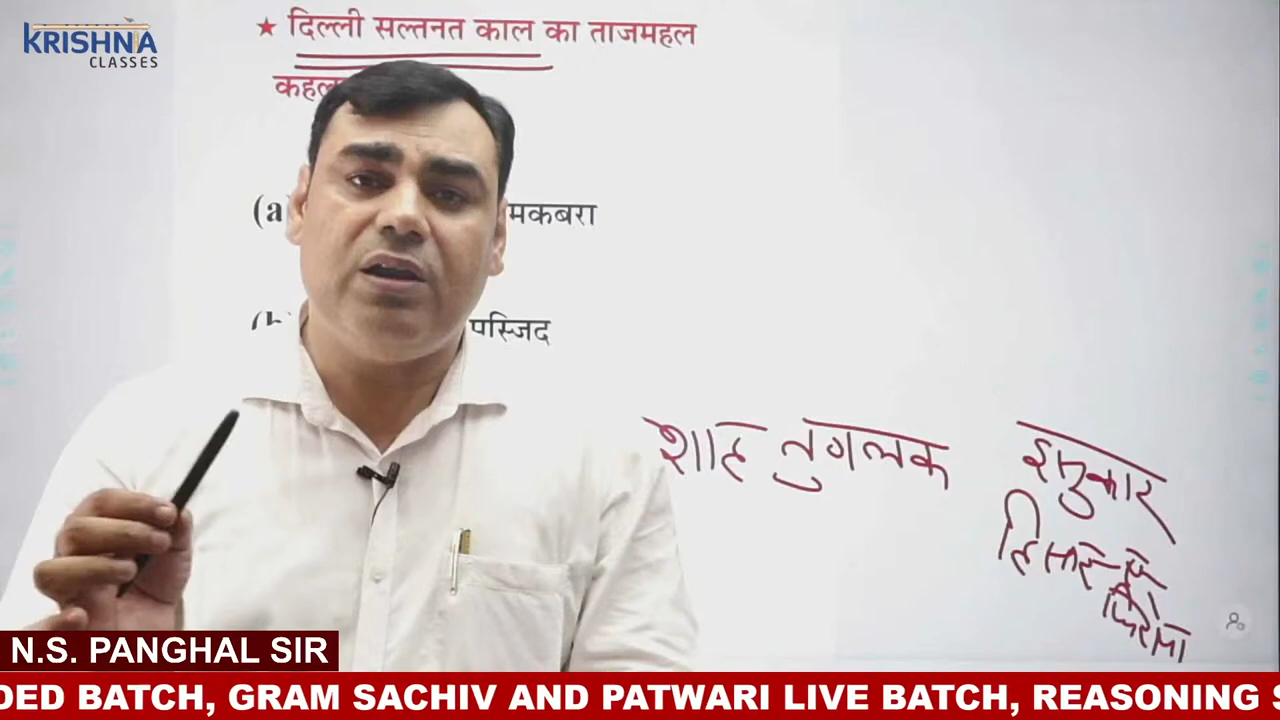 KRISHNA
CLASSES
★ दिल्ली सल्तनत काल का ताजमहल
(a) मकबरा
(b) मस्जिद
शाह तुगलक
हिसार-ए-
फिरोजा
N.S. PANGHAL SIR
DED BATCH, GRAM SACHIV AND PATWARI LIVE BATCH, REASONING S